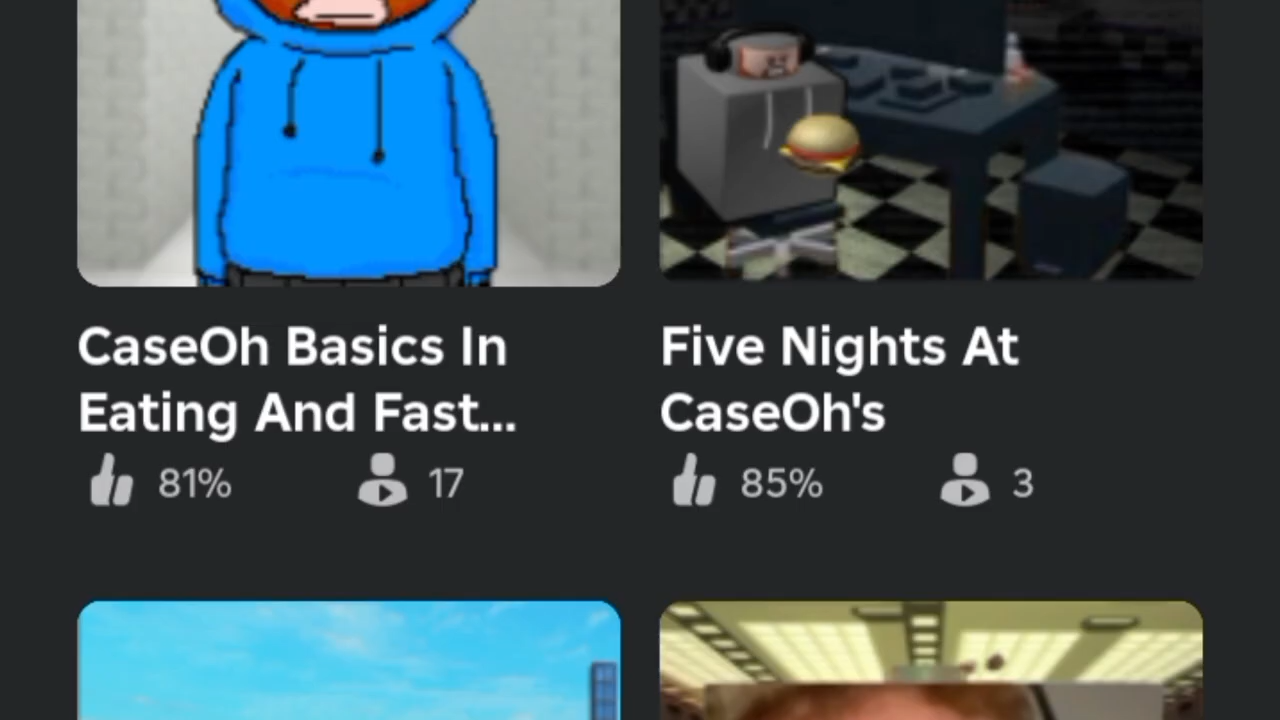 CaseOh Basics In
Eating And Fast...
81% 17
Five Nights At
CaseOh's
85% 3